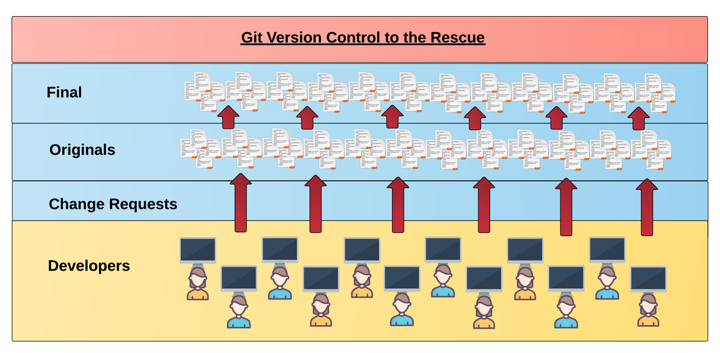 Git Version Control to the Rescue
Final
Originals
Change Requests
Developers